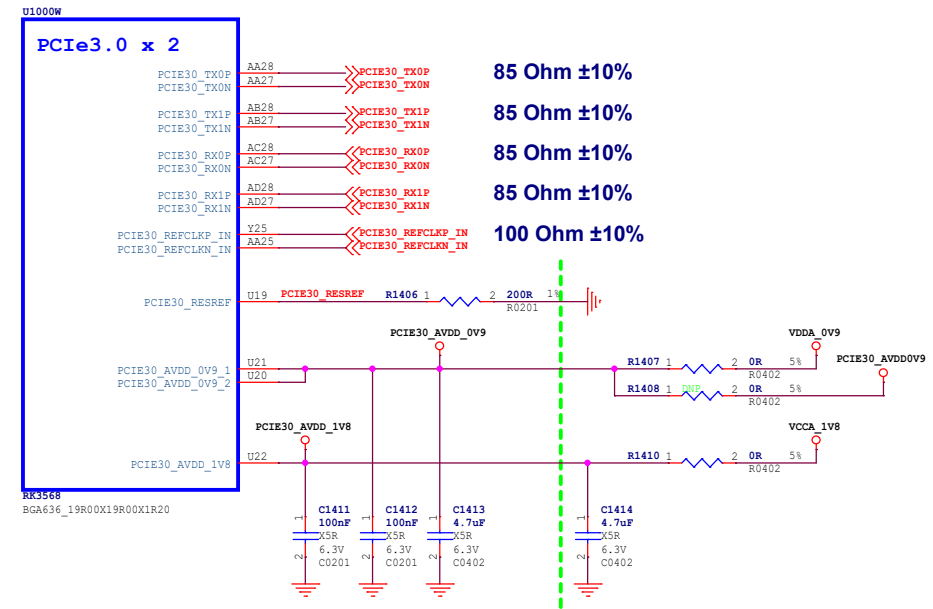 U1000W
PCIe3.0 x 2
PCIE30_TX0P AA28 PCIE30_TX0P 85 Ohm ±10%
PCIE30_TX0N AA27 PCIE30_TX0N
PCIE30_TX1P AB28 PCIE30_TX1P 85 Ohm ±10%
PCIE30_TX1N AB27 PCIE30_TX1N
PCIE30_RX0P AC28 PCIE30_RX0P 85 Ohm ±10%
PCIE30_RX0N AC27 PCIE30_RX0N
PCIE30_RX1P AD28 PCIE30_RX1P 85 Ohm ±10%
PCIE30_RX1N AD27 PCIE30_RX1N
PCIE30_REFCLKP_IN Y25 PCIE30_REFCLKP_IN 100 Ohm ±10%
PCIE30_REFCLKN_IN AA25 PCIE30_REFCLKN_IN
PCIE30_RESREF U19 PCIE30_RESREF R1406 1 2 200R 1%
R0201
PCIE30_AVDD_0V9 VDDA_0V9
PCIE30_AVDD0V9
PCIE30_AVDD_0V9_1 U21 R1407 1 2 0R 5%
R0402
PCIE30_AVDD_0V9_2 U20
R1408 1 DNP 2 0R 5%
R0402
PCIE30_AVDD_1V8 VCCA_1V8
PCIE30_AVDD_1V8 U22 R1410 1 2 0R 5%
R0402
RK3568
BGA636_19R00X19R00X1R20
C1411 C1412 C1413 C1414
100nF 100nF 4.7uF 4.7uF
1 1 1 1
X5R X5R X5R X5R
6.3V 6.3V 6.3V 6.3V
2 2 2 2
C0201 C0201 C0402 C0402